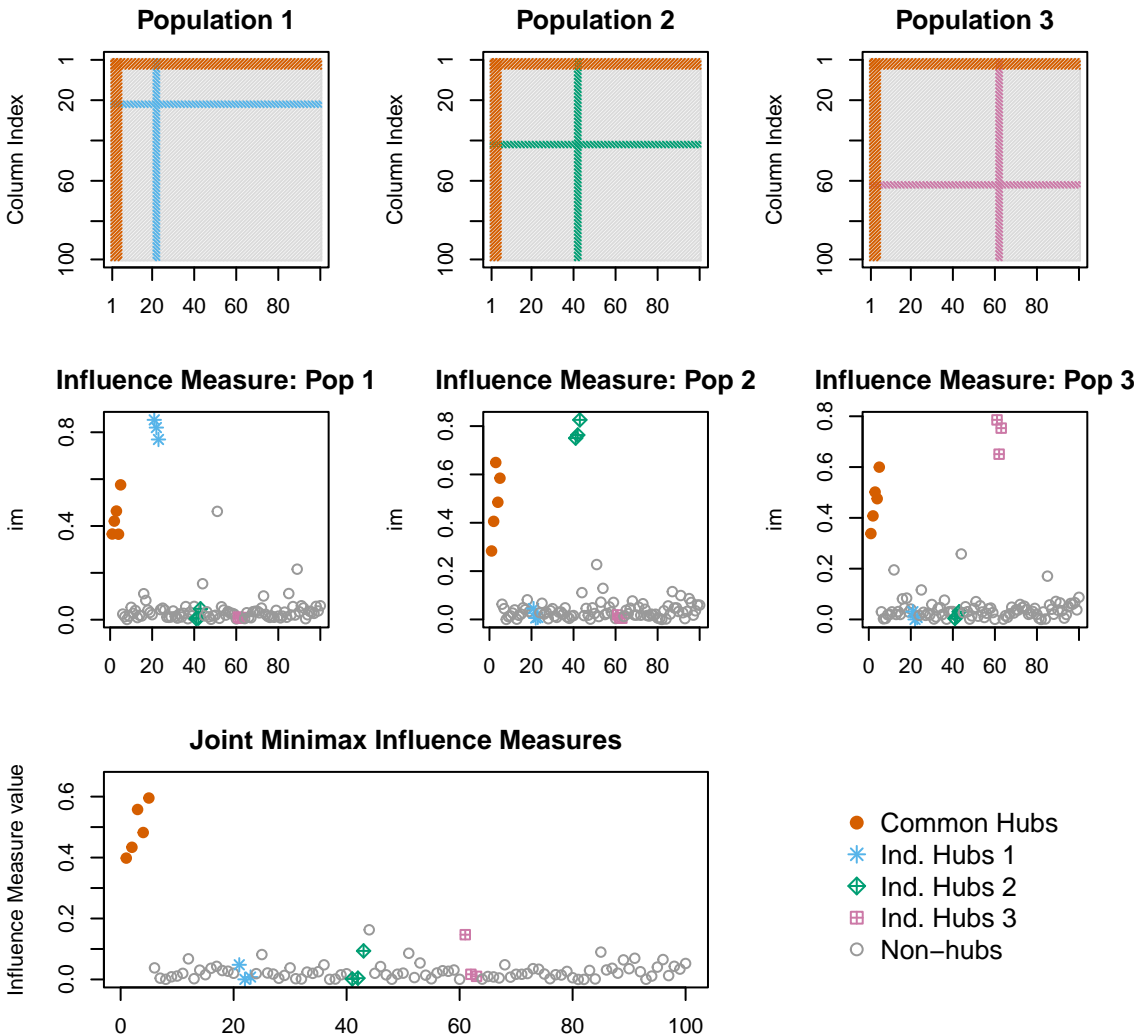 Population 1
Population 2
Population 3
Column Index
1
20
60
100
1 20 40 60 80
Column Index
1
20
60
100
1 20 40 60 80
Column Index
1
20
60
100
1 20 40 60 80
Influence Measure: Pop 1
Influence Measure: Pop 2
Influence Measure: Pop 3
im
0.8
0.4
0.0
0 20 40 60 80
im
0.8
0.6
0.4
0.2
0.0
0 20 40 60 80
im
0.8
0.6
0.4
0.2
0.0
0 20 40 60 80
Joint Minimax Influence Measures
Influence Measure value
0.6
0.4
0.2
0.0
0 20 40 60 80 100
Common Hubs
Ind. Hubs 1
Ind. Hubs 2
Ind. Hubs 3
Non−hubs